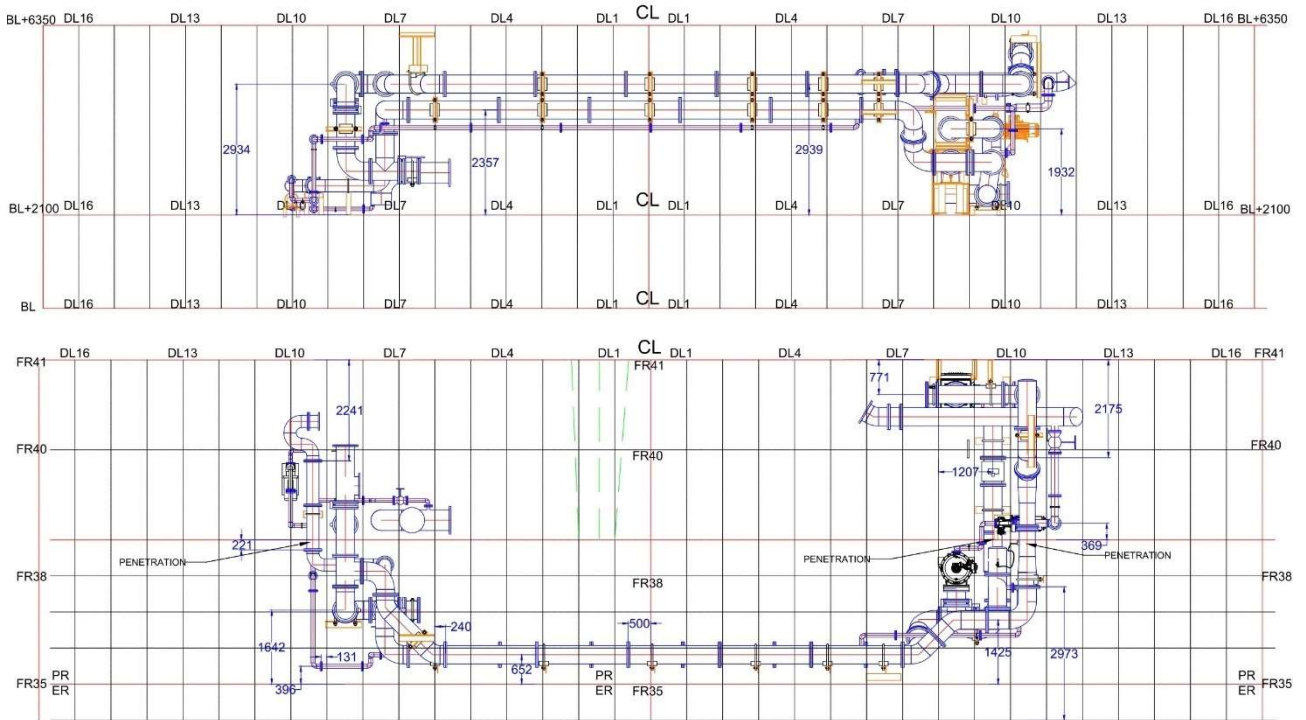 CL
BL+6350 DL16 DL13 DL10 DL7 DL4 DL1 DL1 DL4 DL7 DL10 DL13 DL16 BL+6350
2934 2357 2939 1932
CL
BL+2100 DL16 DL13 DL10 DL7 DL4 DL1 DL1 DL4 DL7 DL10 DL13 DL16 BL+2100
CL
BL DL16 DL13 DL10 DL7 DL4 DL1 DL1 DL4 DL7 DL10 DL13 DL16
CL
FR41 DL16 DL13 DL10 DL7 DL4 DL1 FR41 DL1 DL4 DL7 DL10 DL13 DL16 FR41
771
2241 2175
FR40 FR40 FR40
1207
221 369
PENETRATION PENETRATION PENETRATION
FR38 FR38 FR38
1642 240 500 1425 2973
131 652
396
PR PR PR
ER ER ER
FR35 FR35 FR35